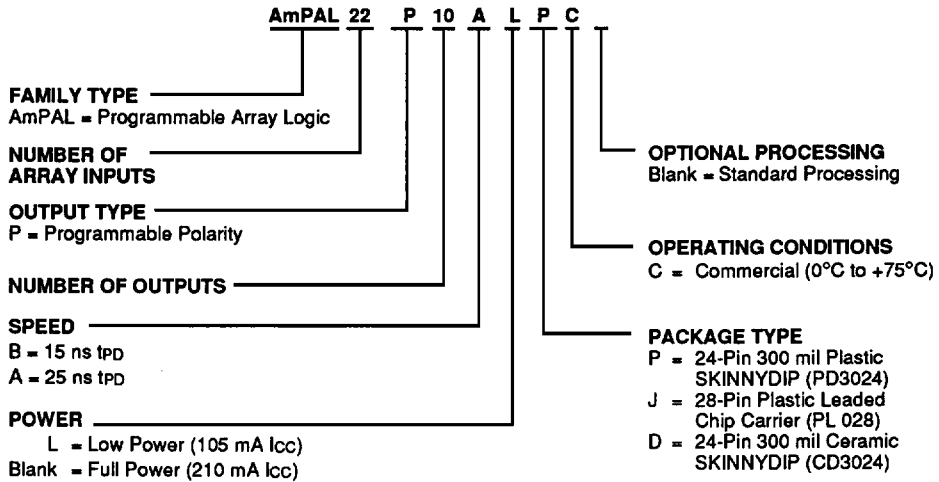 AmPAL 22 P 10 A L P C
FAMILY TYPE
AmPAL = Programmable Array Logic
NUMBER OF
ARRAY INPUTS
OUTPUT TYPE
P = Programmable Polarity
NUMBER OF OUTPUTS
SPEED
B = 15 ns tPD
A = 25 ns tPD
POWER
L = Low Power (105 mA ICC)
Blank = Full Power (210 mA ICC)
OPTIONAL PROCESSING
Blank = Standard Processing
OPERATING CONDITIONS
C = Commercial (0°C to +75°C)
PACKAGE TYPE
P = 24-Pin 300 mil Plastic
SKINNYDIP (PD3024)
J = 28-Pin Plastic Leaded
Chip Carrier (PL 028)
D = 24-Pin 300 mil Ceramic
SKINNYDIP (CD3024)